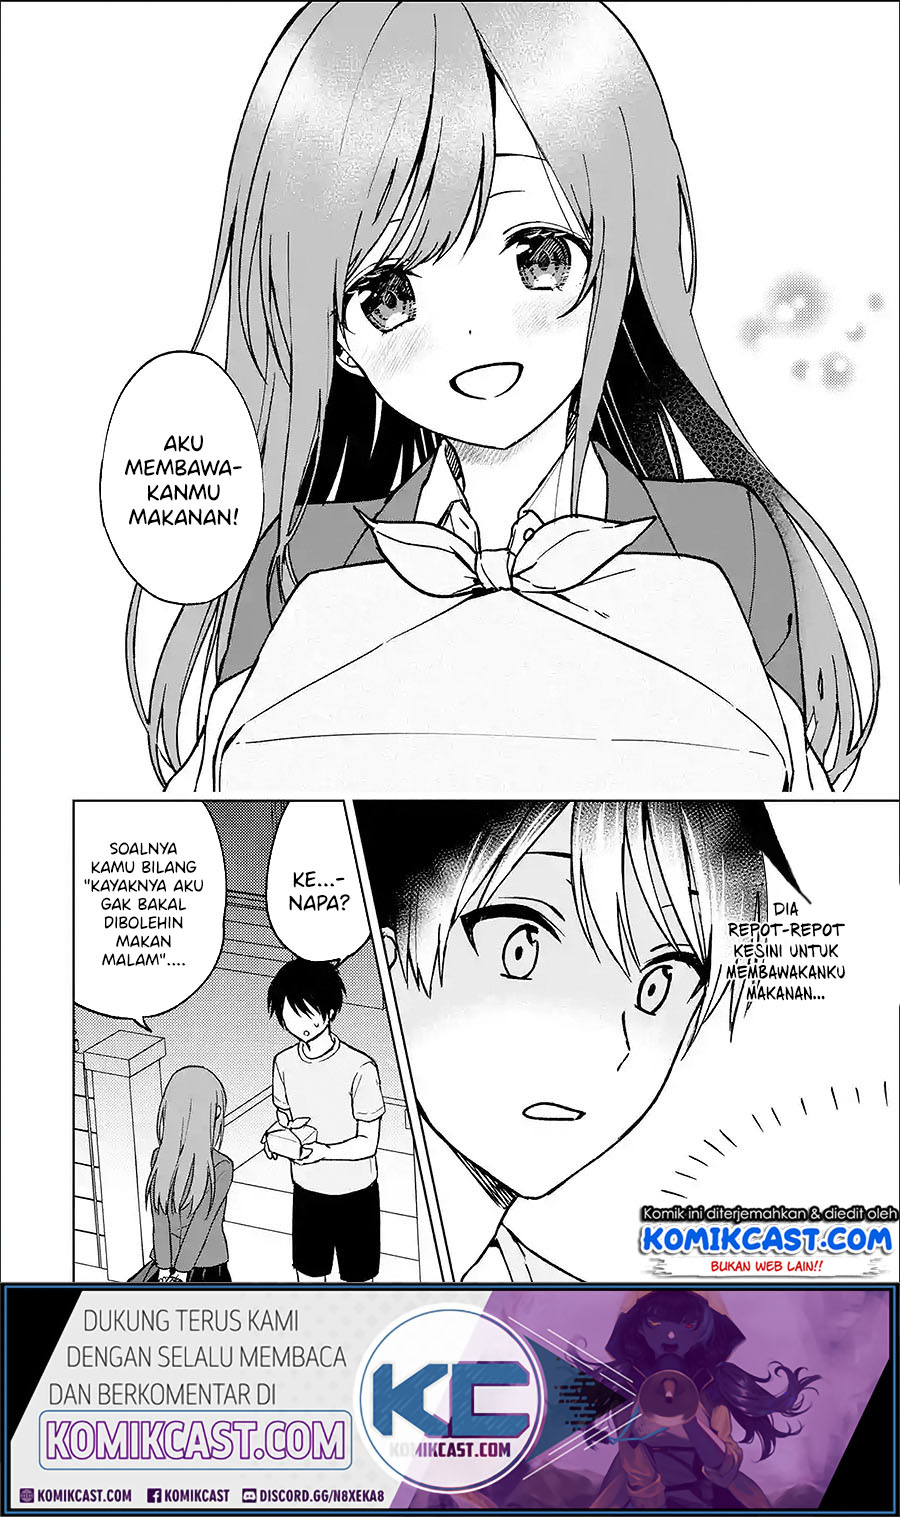 AKU
MEMBAWA-
KANMU
MAKANAN!
DIA
REPOT-REPOT
KESINI UNTUK
MEMBAWAKANKU
MAKANAN...
KE...-
NAPA?
SOALNYA
KAMU BILANG
"KAYAKNYA AKU
GAK BAKAL
DIBOLEHIN
MAKAN
MALAM"....
Komik ini diterjemahkan & diedit oleh
KOMIKCAST.COM
BUKAN WEB LAIN!!
DUKUNG TERUS KAMI
DENGAN SELALU MEMBACA
DAN BERKOMENTAR DI
KOMIKCAST.COM
KOMIKCAST.COM
KOMIKCAST
DISCORD.GG/N8XEKA8
KC
KOMIKCAST.COM